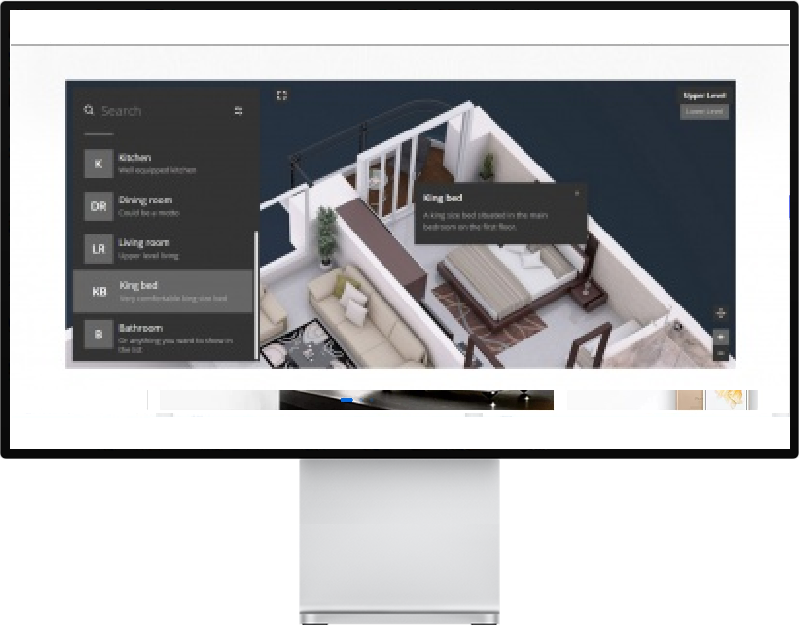 Search
K
Kitchen
Well equipped kitchen
DR
Dining room
Could be a motto
LR
Living room
Upper level living
KB
King bed
Very comfortable king size bed
B
Bathroom
Or anything you want to show in
the list
King bed
A king size bed situated in the main
bedroom on the first floor.
Upper Level
Lower Level